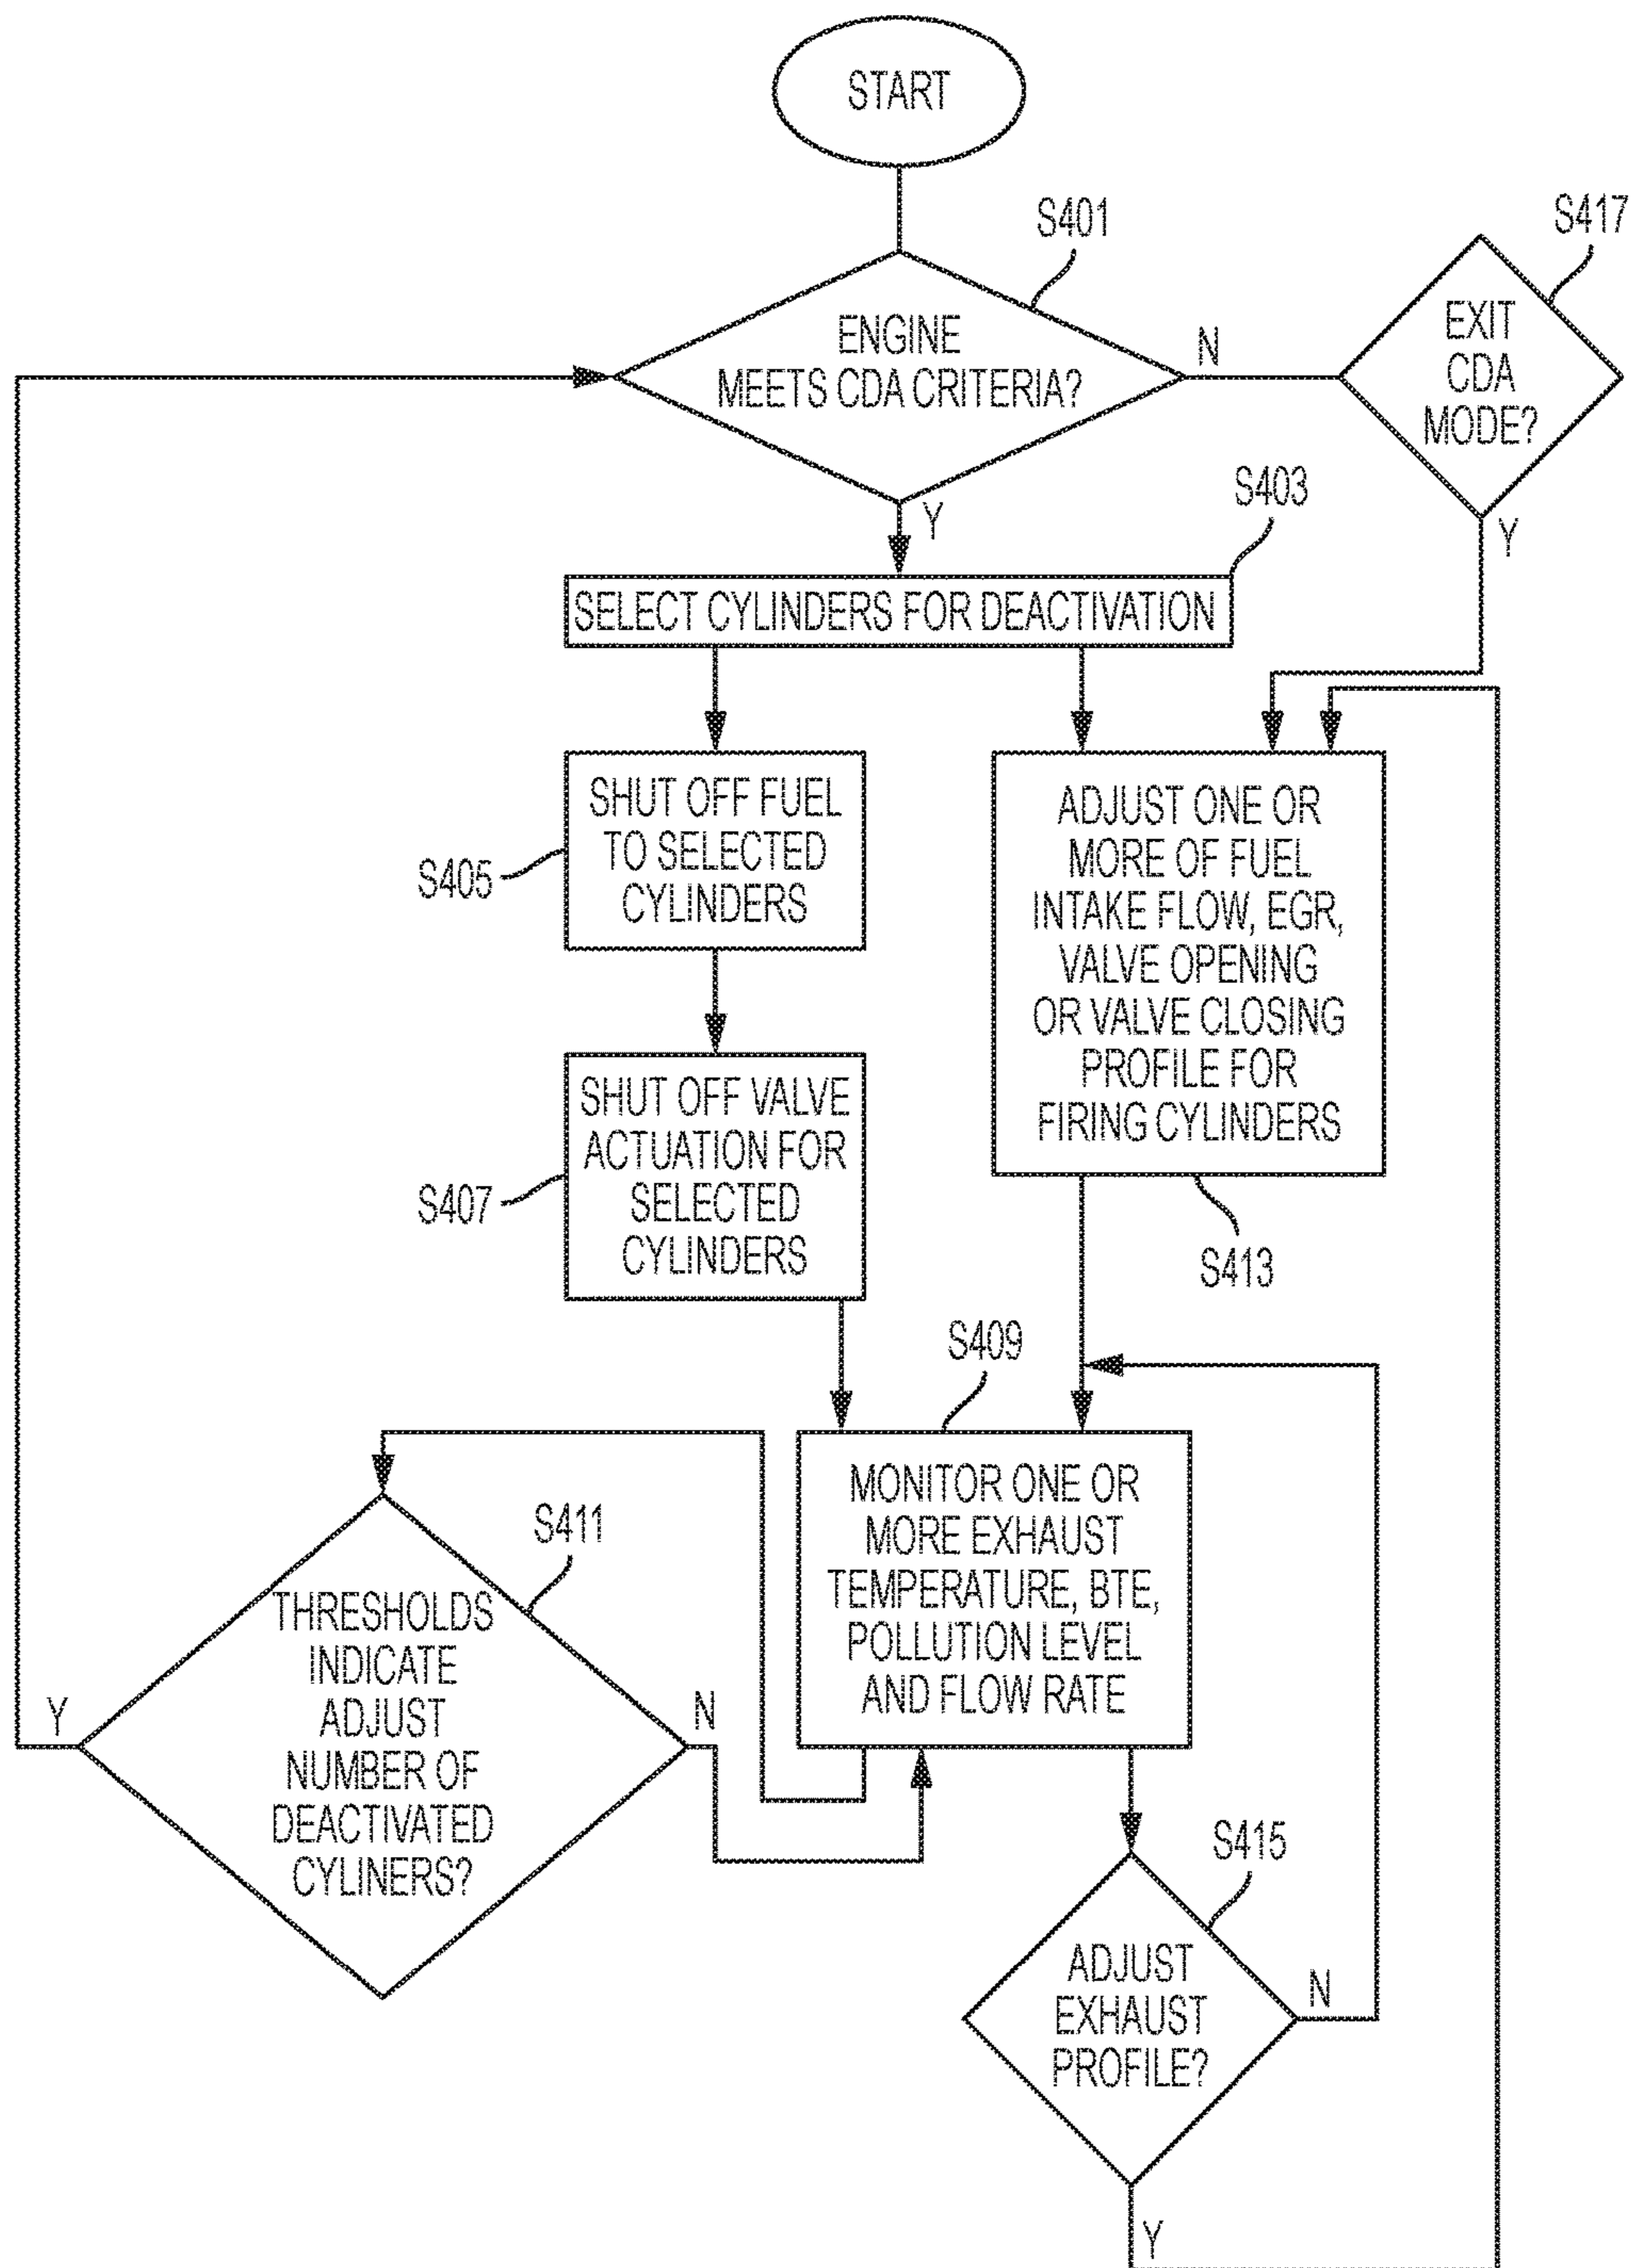 START
S401
S417
ENGINE
MEETS CDA CRITERIA?
N
EXIT
CDA
MODE?
Y
Y
S403
SELECT CYLINDERS FOR DEACTIVATION
SHUT OFF FUEL
TO SELECTED
CYLINDERS
S405
ADJUST ONE OR
MORE OF FUEL
INTAKE FLOW, EGR,
VALVE OPENING
OR VALVE CLOSING
PROFILE FOR
FIRING CYLINDERS
S413
SHUT OFF VALVE
ACTUATION FOR
SELECTED
CYLINDERS
S407
S409
MONITOR ONE OR
MORE EXHAUST
TEMPERATURE, BTE,
POLLUTION LEVEL
AND FLOW RATE
S411
THRESHOLDS
INDICATE
ADJUST
NUMBER OF
DEACTIVATED
CYLINERS?
Y
N
S415
ADJUST
EXHAUST
PROFILE?
N
Y